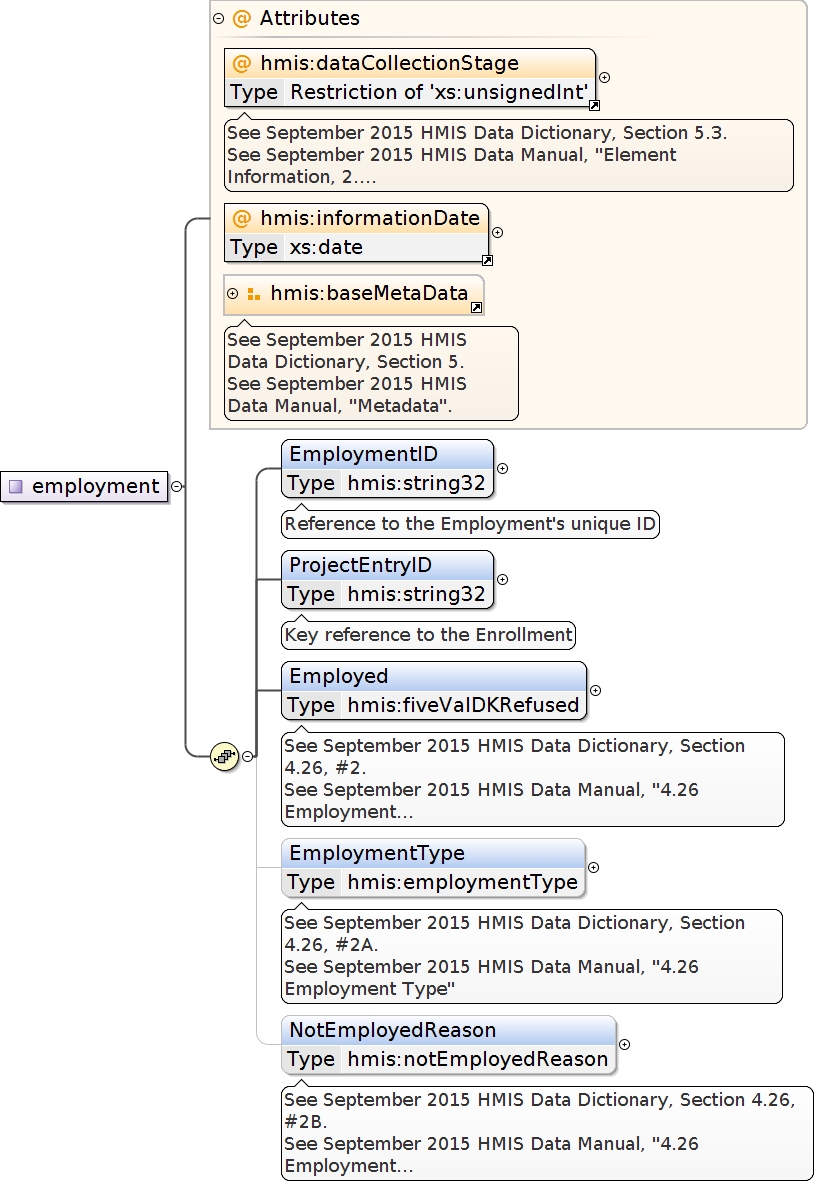 Attributes
hmis:dataCollectionStage
Type Restriction of 'xs:unsignedInt'
See September 2015 HMIS Data Dictionary, Section 5.3.
See September 2015 HMIS Data Manual, "Element
Information, 2....
hmis:informationDate
Type xs:date
hmis:baseMetaData
See September 2015 HMIS
Data Dictionary, Section 5.
See September 2015 HMIS
Data Manual, "Metadata".
employment
EmploymentID
Type hmis:string32
Reference to the Employment's unique ID
ProjectEntryID
Type hmis:string32
Key reference to the Enrollment
Employed
Type hmis:fiveValDKRefused
See September 2015 HMIS Data Dictionary, Section
4.26, #2.
See September 2015 HMIS Data Manual, "4.26
Employment...
EmploymentType
Type hmis:employmentType
See September 2015 HMIS Data Dictionary, Section
4.26, #2A.
See September 2015 HMIS Data Manual, "4.26
Employment Type"
NotEmployedReason
Type hmis:notEmployedReason
See September 2015 HMIS Data Dictionary, Section 4.26,
#2B.
See September 2015 HMIS Data Manual, "4.26
Employment...